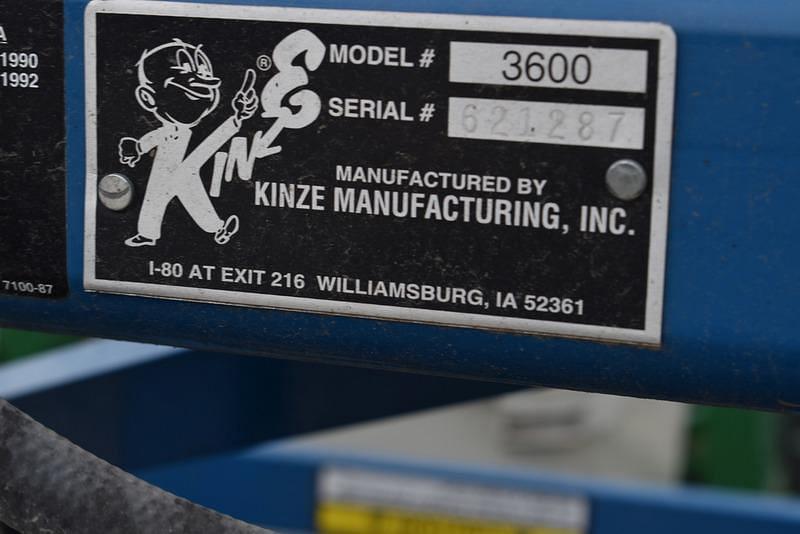 A
1990
1992
7100-87
KINZE
®
MODEL # 3600
SERIAL # 621287
MANUFACTURED BY
KINZE MANUFACTURING, INC.
I-80 AT EXIT 216 WILLIAMSBURG, IA 52361